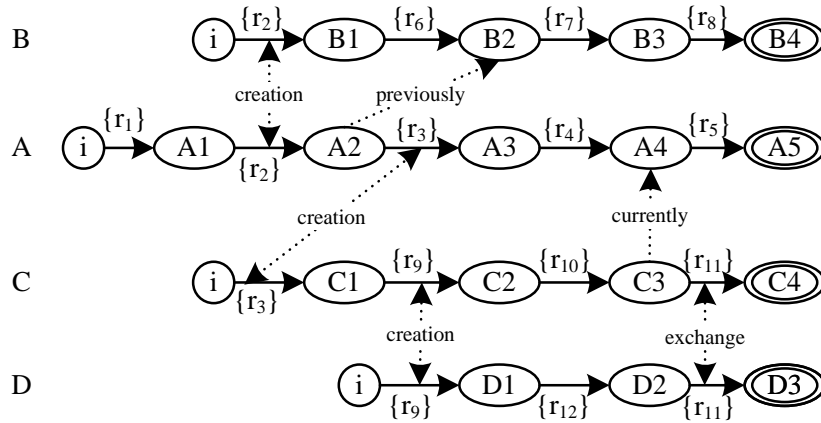 B i {r2} B1 {r6} B2 {r7} B3 {r8} B4
creation previously
{r1} {r3} {r4} {r5}
A i A1 A2 A3 A4 A5
{r2}
creation currently
{r9} {r10} {r11}
C i C1 C2 C3 C4
{r3}
creation exchange
D i D1 D2 D3
{r9} {r12} {r11}